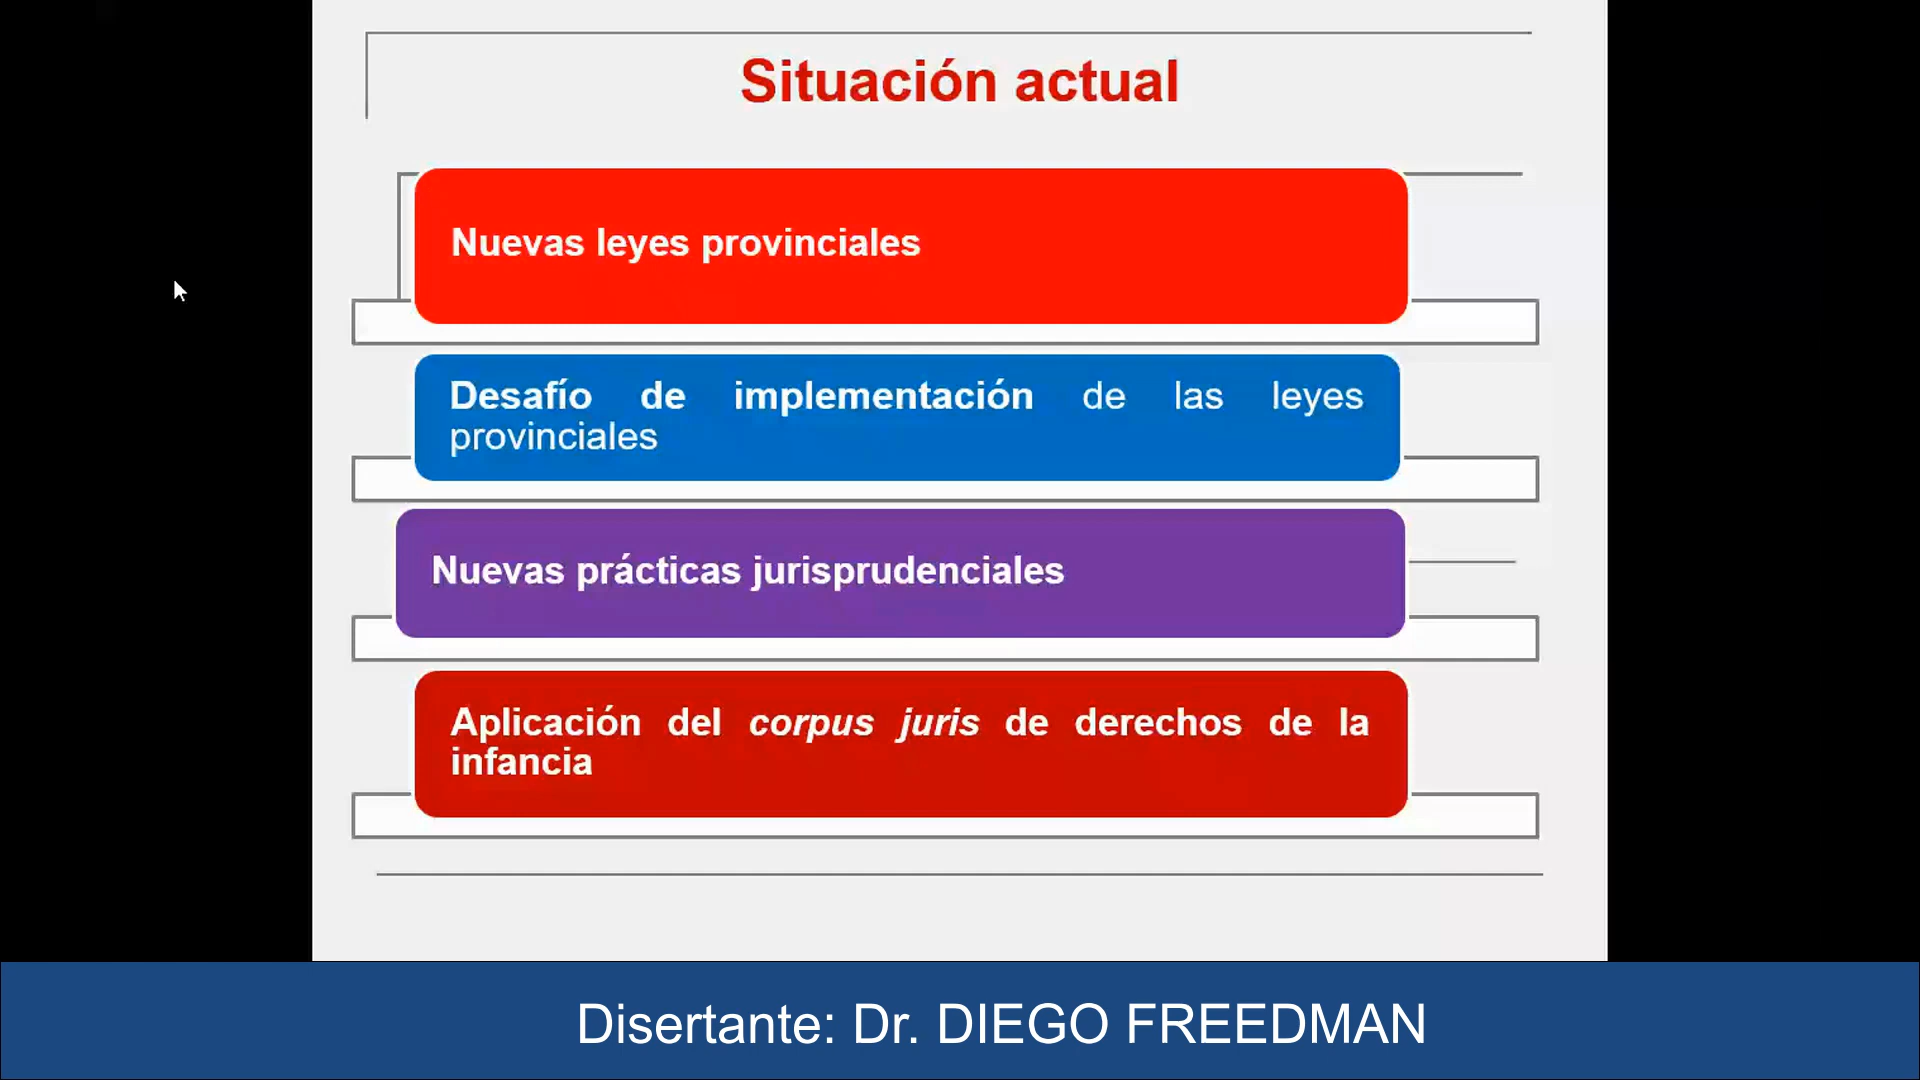 Situación actual
Nuevas leyes provinciales
Desafío de implementación de las leyes
provinciales
Nuevas prácticas jurisprudenciales
Aplicación del corpus juris de derechos de la
infancia
Disertante: Dr. DIEGO FREEDMAN